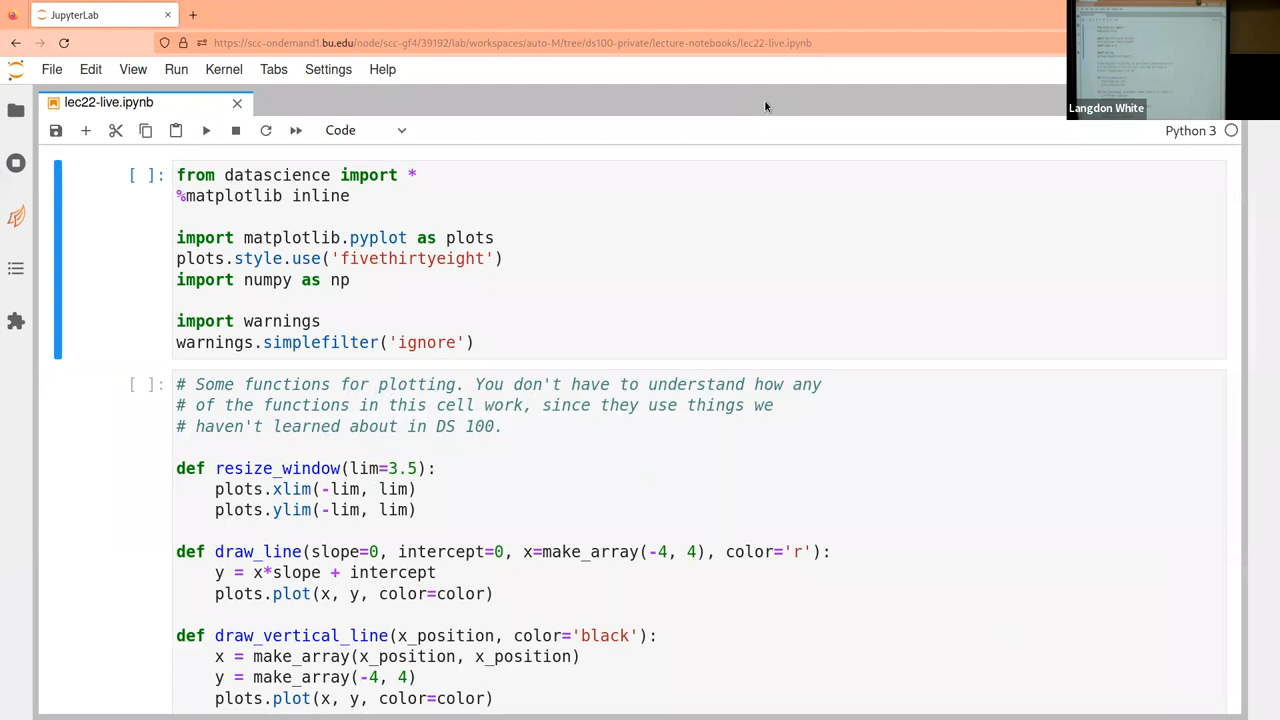 JupyterLab
https://scc-ondemand1.bu.edu/node/scc-gf4/39192/lab/workspaces/auto-M/tree/ds100-private/lecture-notebooks/lec22-live.ipynb
File Edit View Run Kernel Tabs Settings Help
Langdon White
lec22-live.ipynb
Code
Python 3
[ ]:
from datascience import *
%matplotlib inline
import matplotlib.pyplot as plots
plots.style.use('fivethirtyeight')
import numpy as np
import warnings
warnings.simplefilter('ignore')
[ ]:
# Some functions for plotting. You don't have to understand how any
# of the functions in this cell work, since they use things we
# haven't learned about in DS 100.
def resize_window(lim=3.5):
    plots.xlim(-lim, lim)
    plots.ylim(-lim, lim)
def draw_line(slope=0, intercept=0, x=make_array(-4, 4), color='r'):
    y = x*slope + intercept
    plots.plot(x, y, color=color)
def draw_vertical_line(x_position, color='black'):
    x = make_array(x_position, x_position)
    y = make_array(-4, 4)
    plots.plot(x, y, color=color)